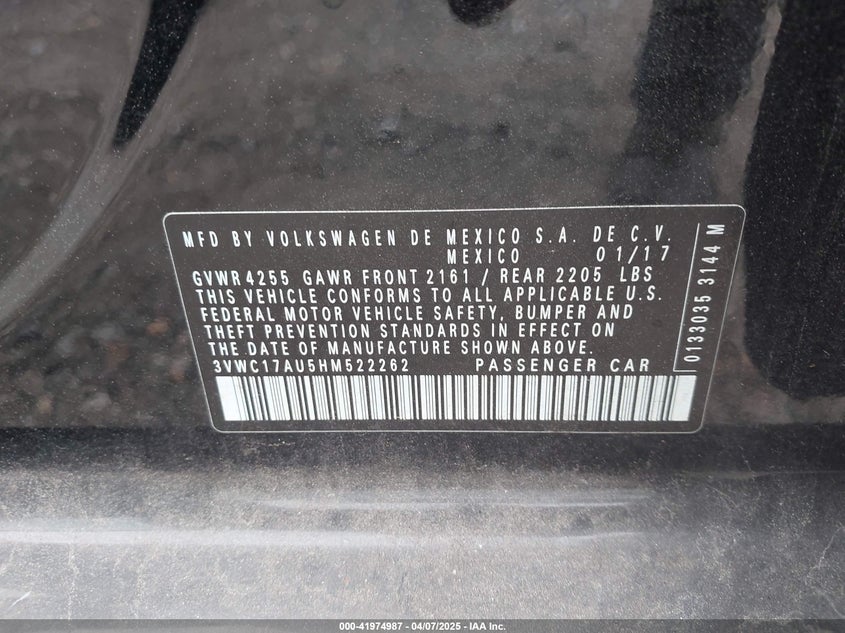 MFD BY VOLKSWAGEN DE MEXICO S.A. DE C.V.
MEXICO 01/17
GVWR 4255 GAWR FRONT 2161 / REAR 2205 LBS
THIS VEHICLE CONFORMS TO ALL APPLICABLE U.S.
FEDERAL MOTOR VEHICLE SAFETY, BUMPER AND
THEFT PREVENTION STANDARDS IN EFFECT ON
THE DATE OF MANUFACTURE SHOWN ABOVE.
3VWC17AU5HM522262 PASSENGER CAR
0133035 3144 M
000-41974987 - 04/07/2025 - IAA Inc.